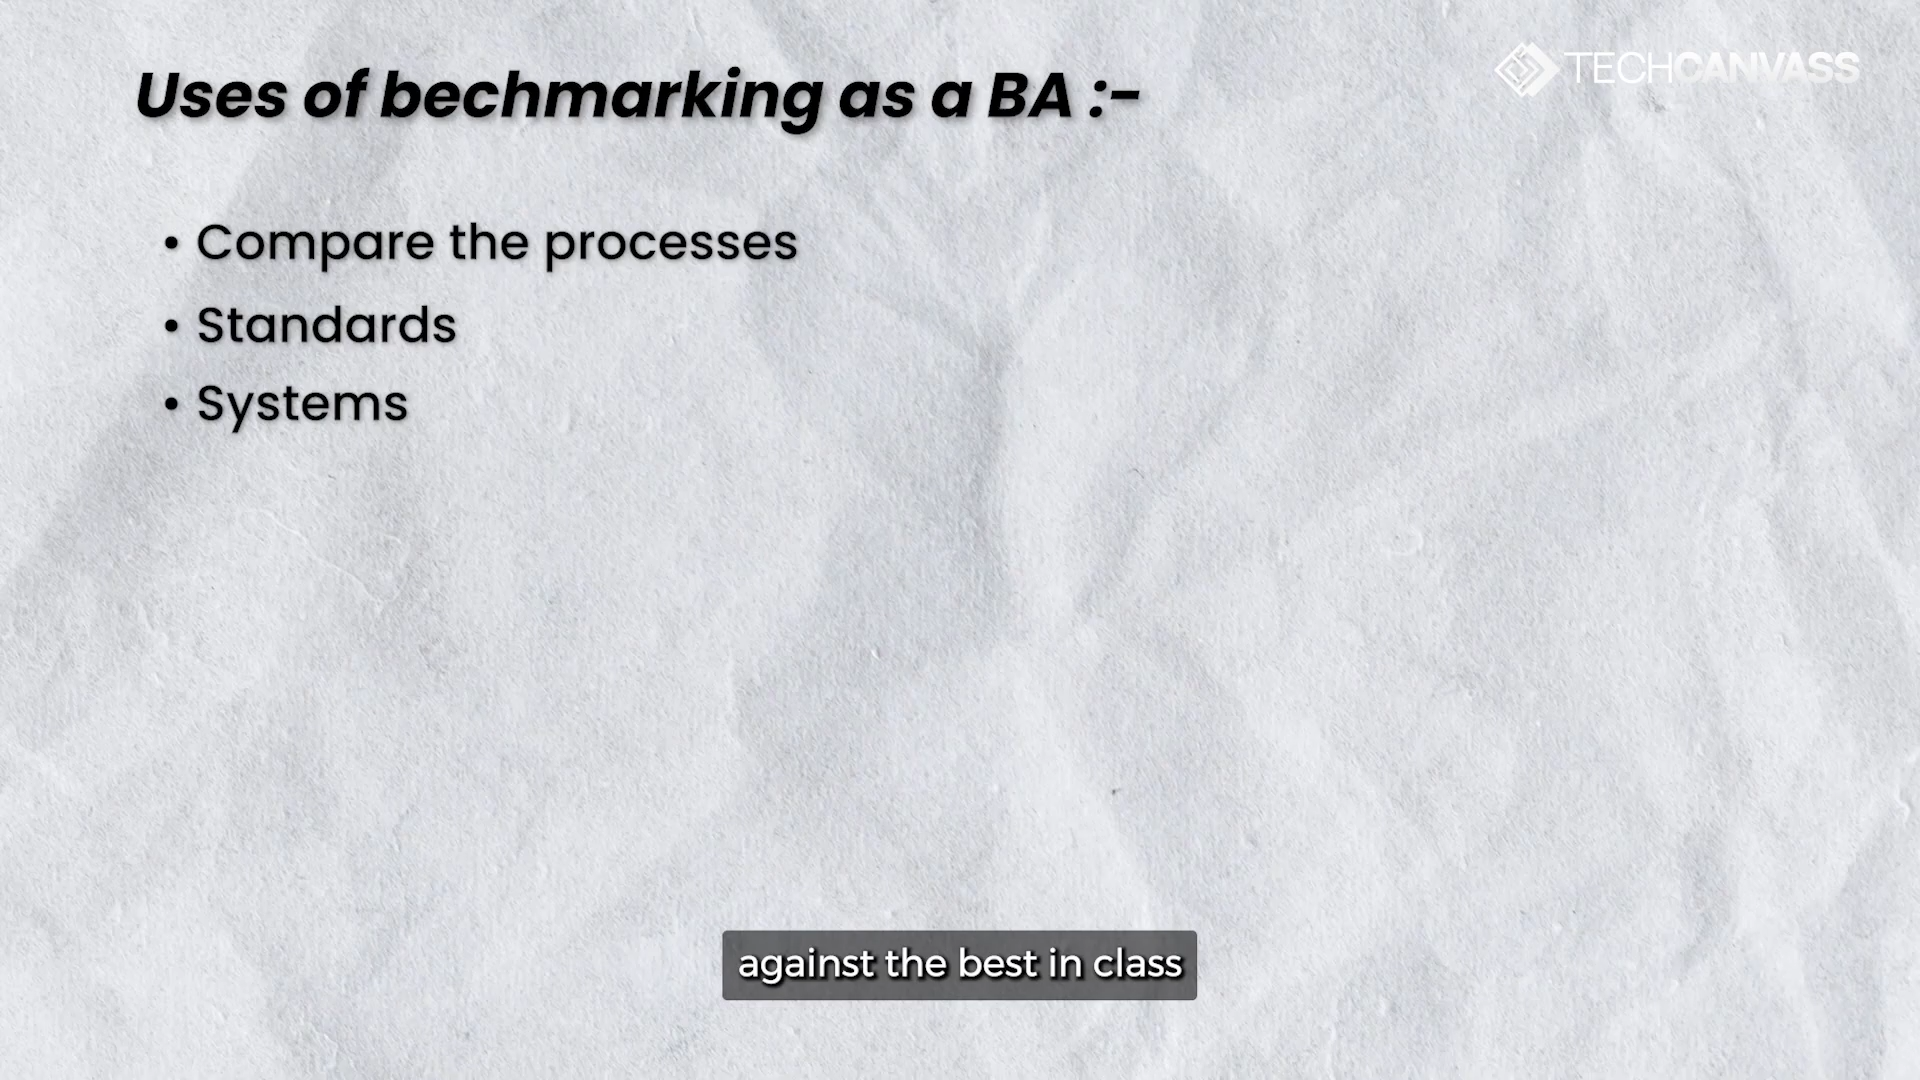 Uses of bechmarking as a BA :-
TECHCANVASS
• Compare the processes
• Standards
• Systems
against the best in class